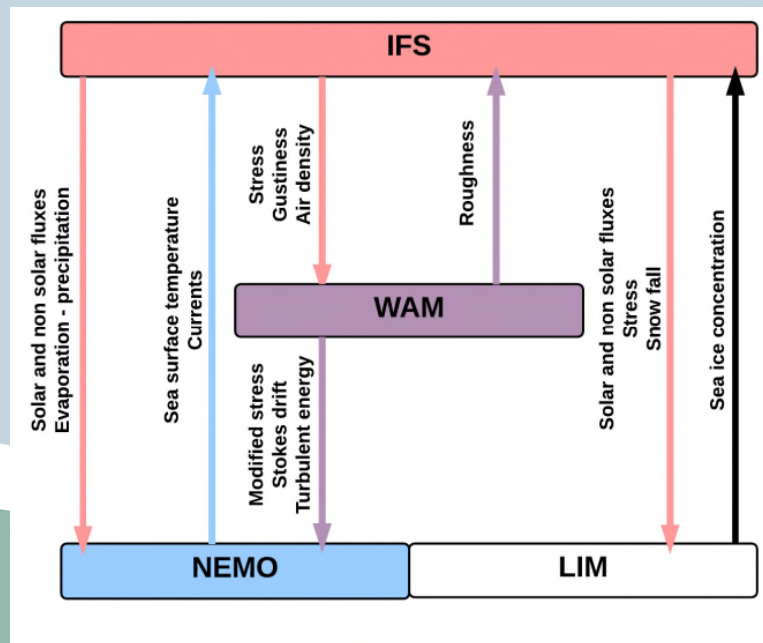 IFS
Solar and non solar fluxes
Evaporation - precipitation
Sea surface temperature
Currents
Stress
Gustiness
Air density
Roughness
Solar and non solar fluxes
Stress
Snow fall
Sea ice concentration
WAM
Modified stress
Stokes drift
Turbulent energy
NEMO
LIM